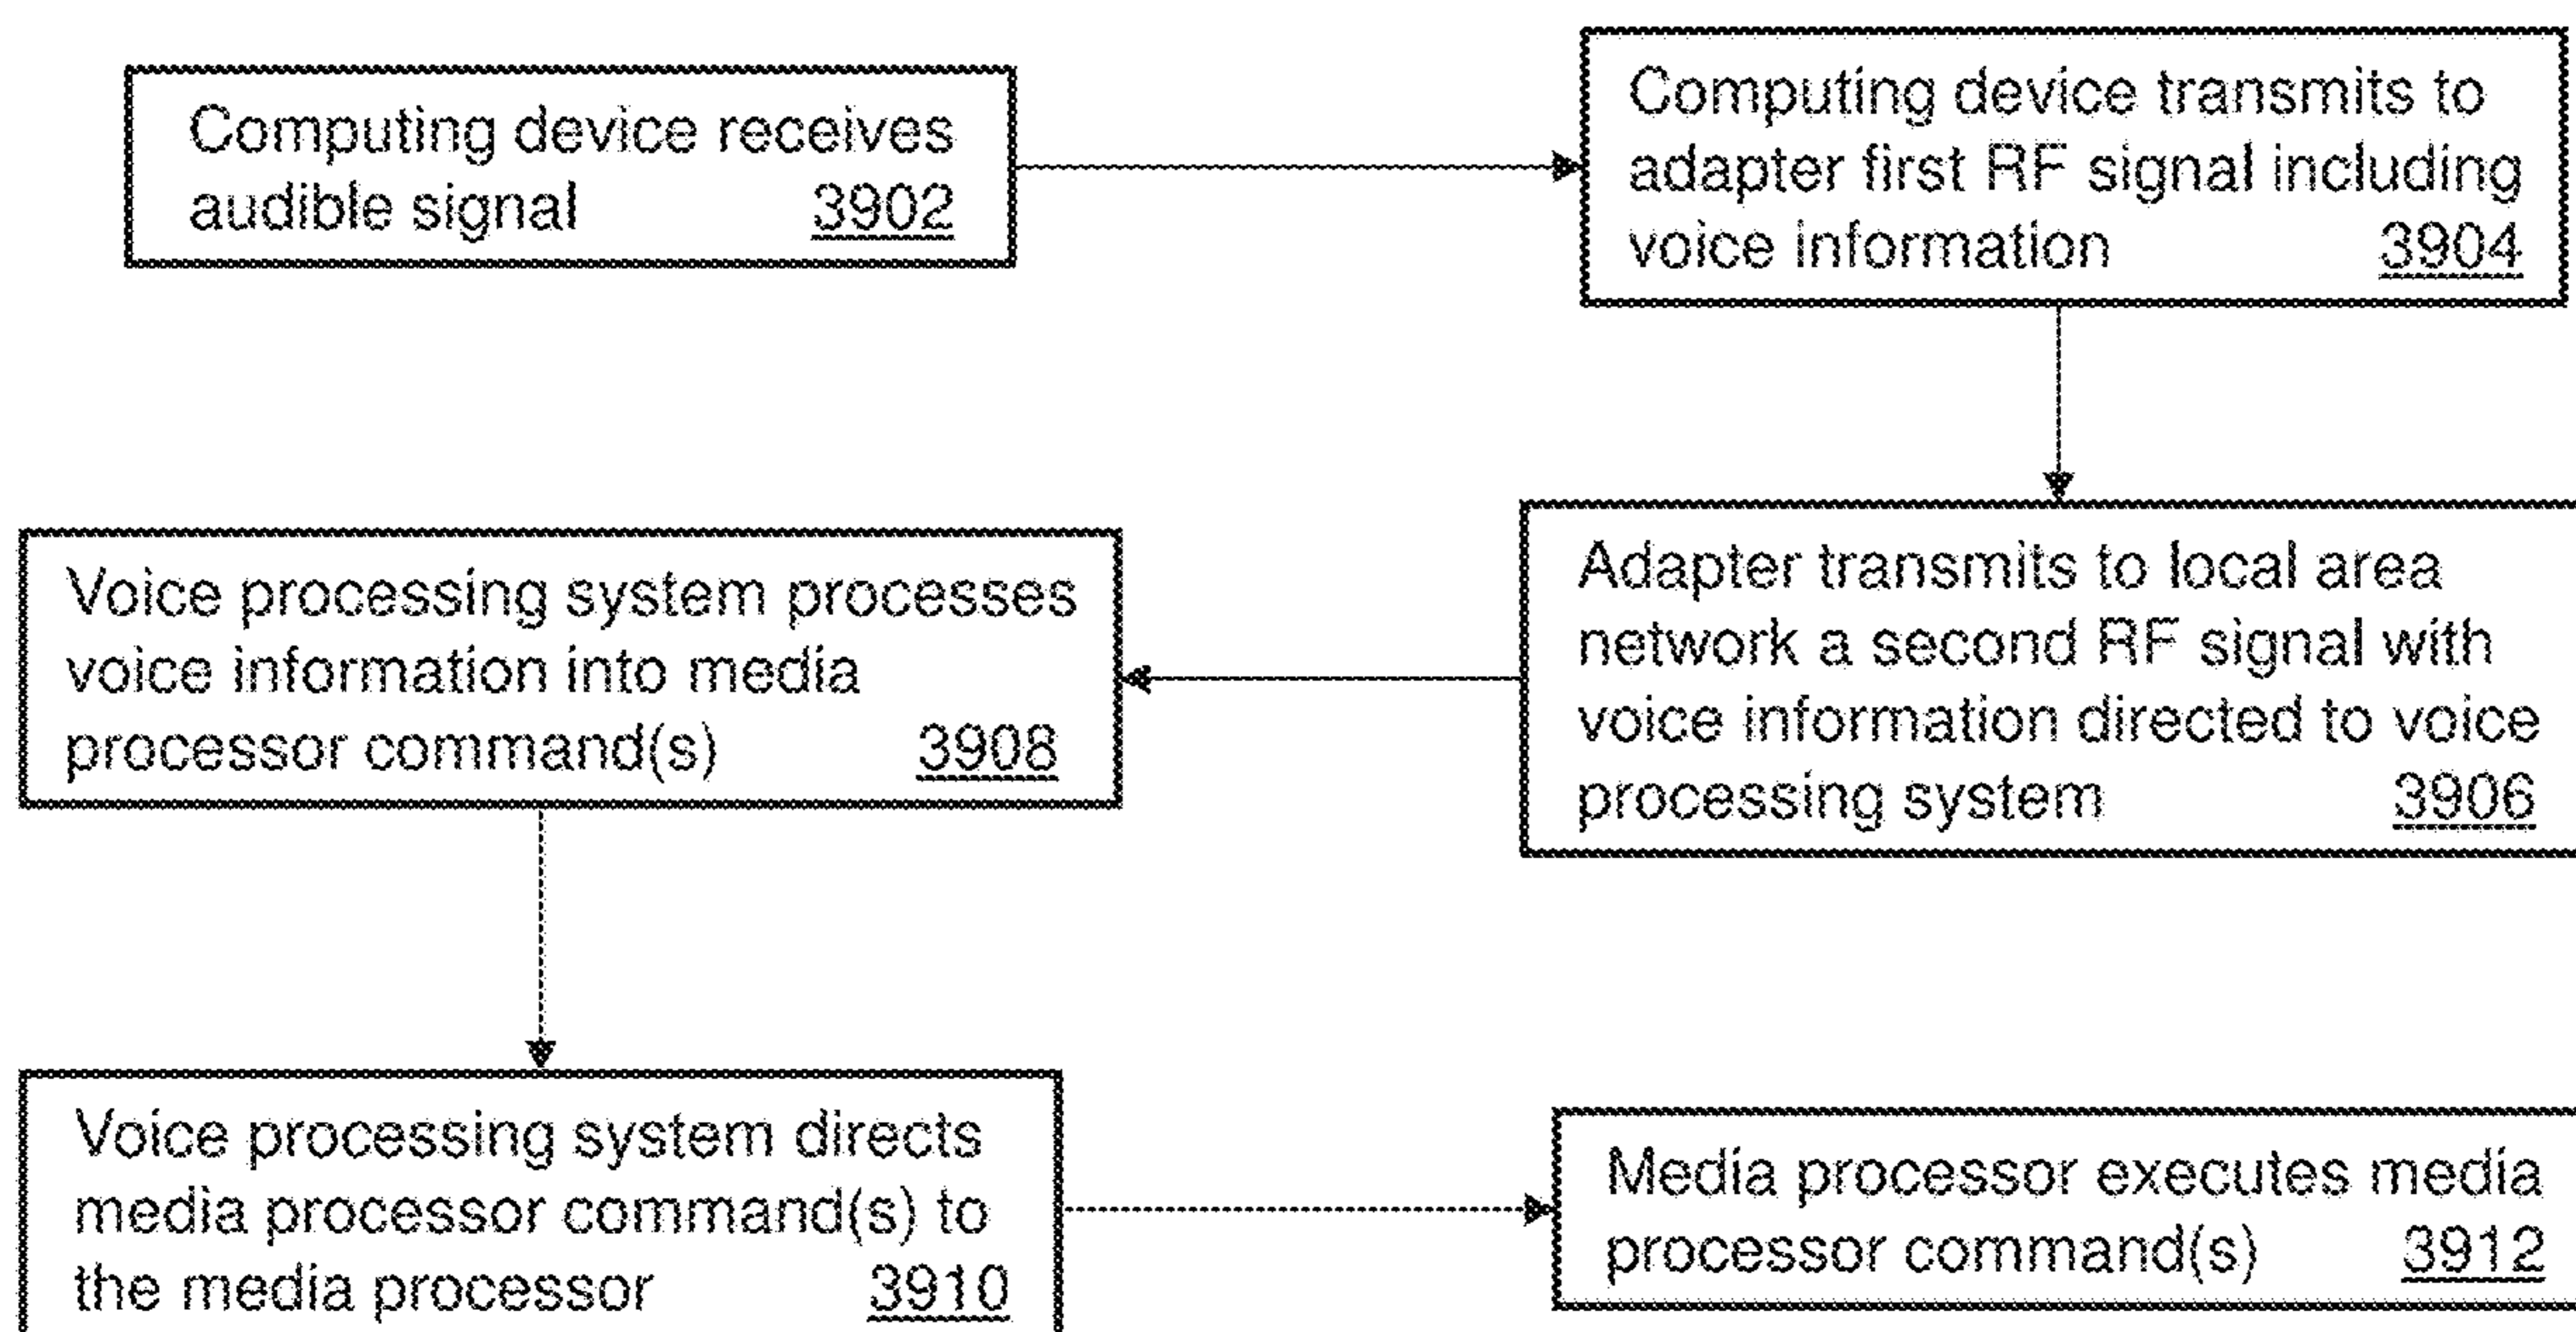 Computing device receives
audible signal 3902
Computing device transmits to
adapter first RF signal including
voice information 3904
Adapter transmits to local area
network a second RF signal with
voice information directed to voice
processing system 3906
Voice processing system processes
voice information into media
processor command(s) 3908
Voice processing system directs
media processor command(s) to
the media processor 3910
Media processor executes media
processor command(s) 3912